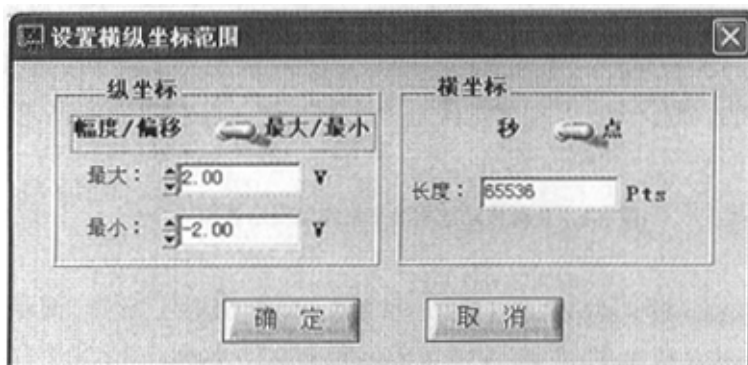 设置横纵坐标范围
纵坐标
幅度/偏移 最大/最小
最大： 2.00 V
最小： -2.00 V
横坐标
秒 点
长度： 65536 Pts
确 定
取 消